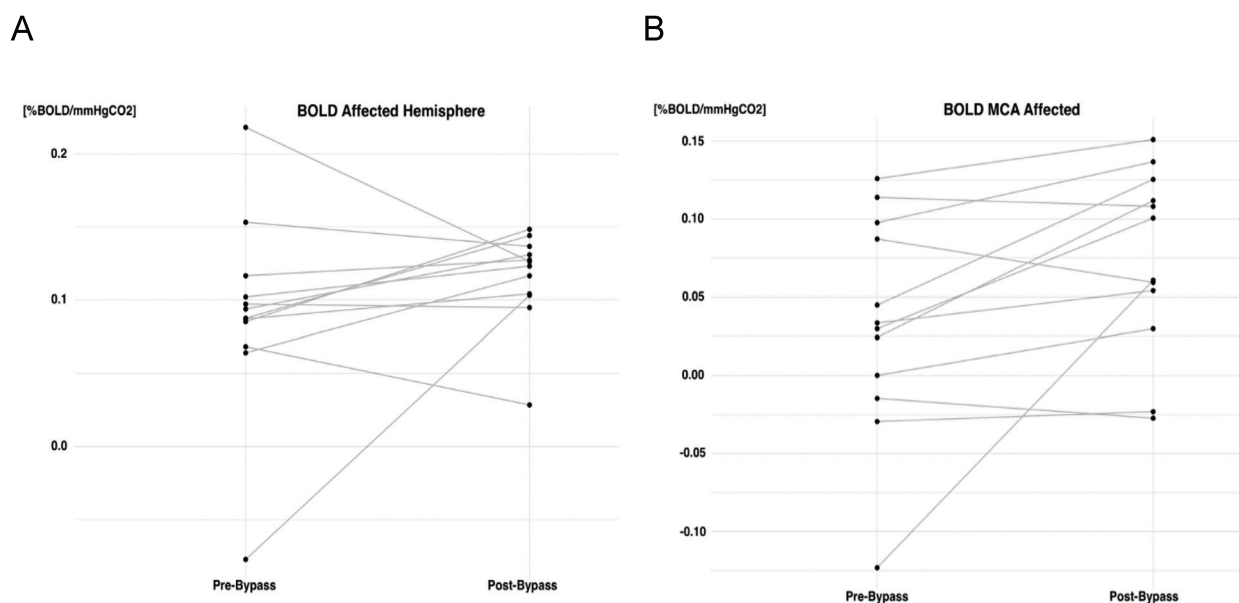 A
[%BOLD/mmHgCO2]
BOLD Affected Hemisphere
0.2
0.1
0.0
Pre-Bypass
Post-Bypass
B
[%BOLD/mmHgCO2]
BOLD MCA Affected
0.15
0.10
0.05
0.00
-0.05
-0.10
Pre-Bypass
Post-Bypass